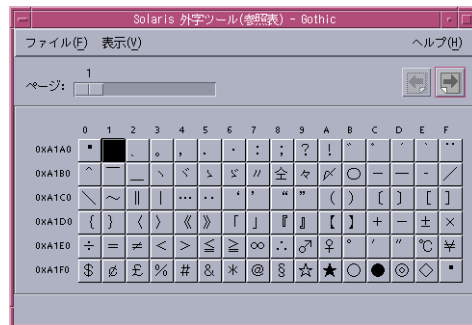 Solaris 外字ツール(参照表) – Gothic
ファイル(F) 表示(V) ヘルプ(H)
1
ページ:
0 1 2 3 4 5 6 7 8 9 A B C D E F
0xA1A0 、 。 , . ・ : ; ? ! ゛ ゜ ´ ` ¨
0xA1B0 ^ ‾ _ ヽ ヾ ゝ ゞ 〃 仝 々 〆 〇 ー — ‐ /
0xA1C0 \ ~ ‖ | … ‥ ‘ ’ “ ” ( ) 〔 〕 [ ]
0xA1D0 { } 〈 〉 《 》 「 」 『 』 【 】 + − ± ×
0xA1E0 ÷ = ≠ < > ≦ ≧ ∞ ∴ ♂ ♀ ° ′ ″ ℃ ¥
0xA1F0 $ ¢ £ % # & * @ § ☆ ★ ○ ● ◎ ◇